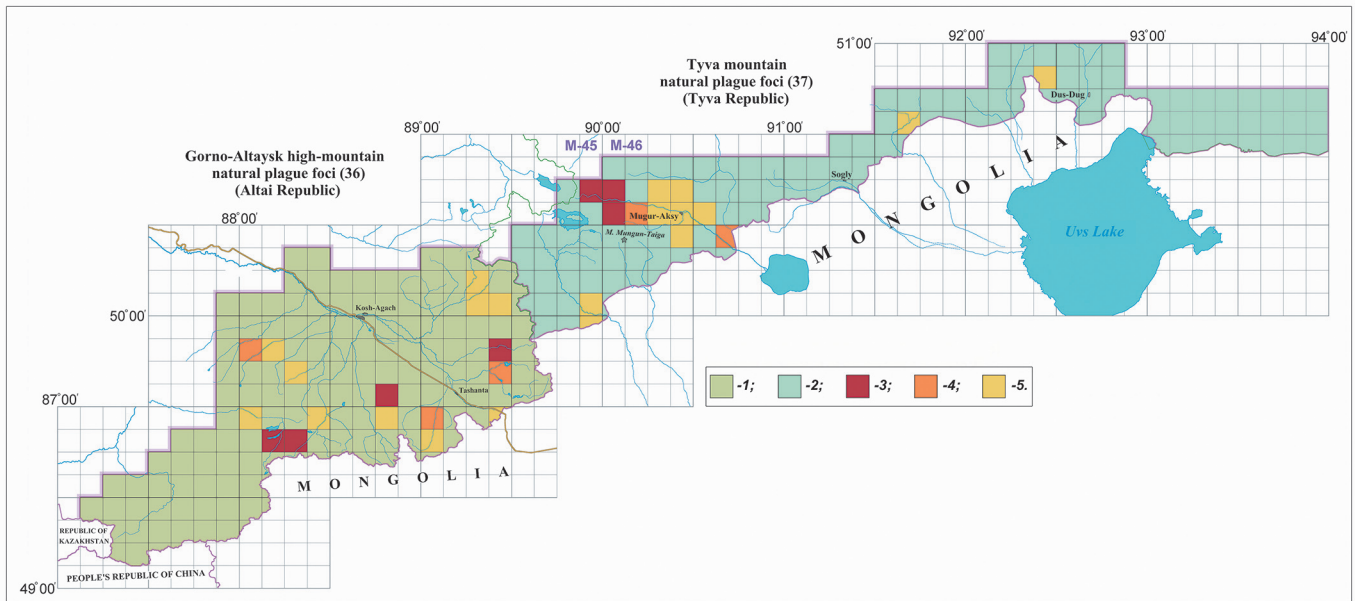 51°00'
92°00'
93°00'
94°00'
Tyva mountain
natural plague foci (37)
(Tyva Republic)
Dus-Dug
89°00'
90°00'
91°00'
M-45
M-46
Gorno-Altaysk high-mountain
natural plague foci (36)
(Altai Republic)
Sogly
MONGOLIA
88°00'
Mugur-Aksy
M. Mungun-Taiga
Uvs Lake
Kosh-Agach
50°00'
-1;
-2;
-3;
-4;
-5.
Tashanta
87°00'
MONGOLIA
REPUBLIC OF
KAZAKHSTAN
PEOPLE'S REPUBLIC OF CHINA
49°00'